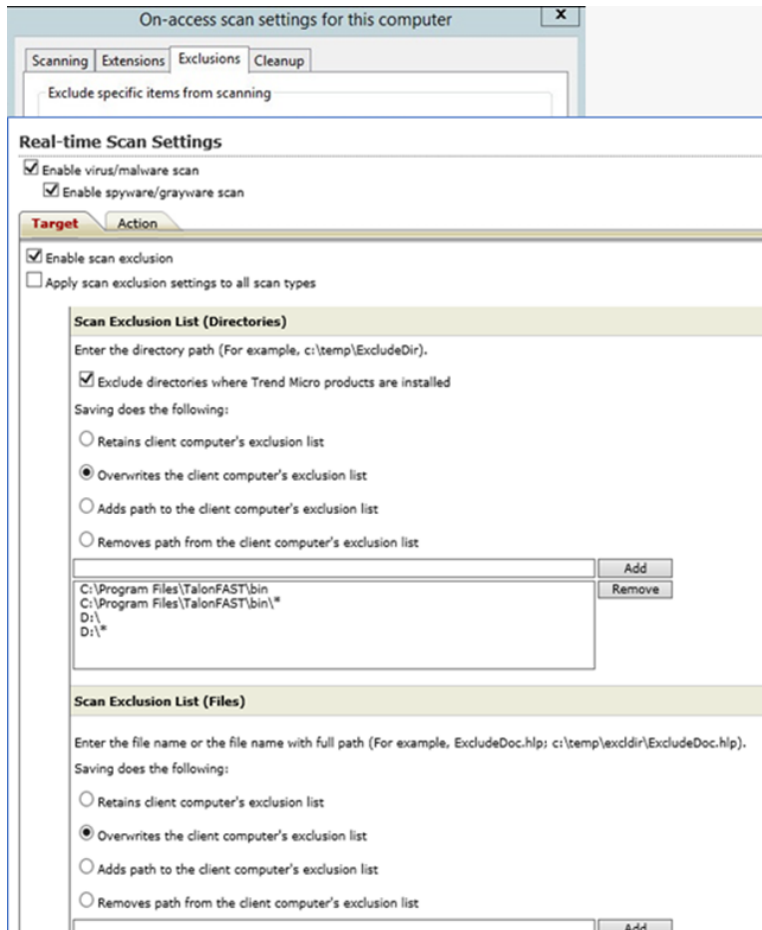 On-access scan settings for this computer
x
Scanning Extensions Exclusions Cleanup
Exclude specific items from scanning
Real-time Scan Settings
Enable virus/malware scan
Enable spyware/grayware scan
Target Action
Enable scan exclusion
Apply scan exclusion settings to all scan types
Scan Exclusion List (Directories)
Enter the directory path (For example, c:\temp\ExcludeDir).
Exclude directories where Trend Micro products are installed
Saving does the following:
Retains client computer's exclusion list
Overwrites the client computer's exclusion list
Adds path to the client computer's exclusion list
Removes path from the client computer's exclusion list
Add
C:\Program Files\TalonFAST\bin
Remove
C:\Program Files\TalonFAST\bin\*
D:\
D:\*
Scan Exclusion List (Files)
Enter the file name or the file name with full path (For example, ExcludeDoc.hlp; c:\temp\excldir\ExcludeDoc.hlp).
Saving does the following:
Retains client computer's exclusion list
Overwrites the client computer's exclusion list
Adds path to the client computer's exclusion list
Removes path from the client computer's exclusion list
Add